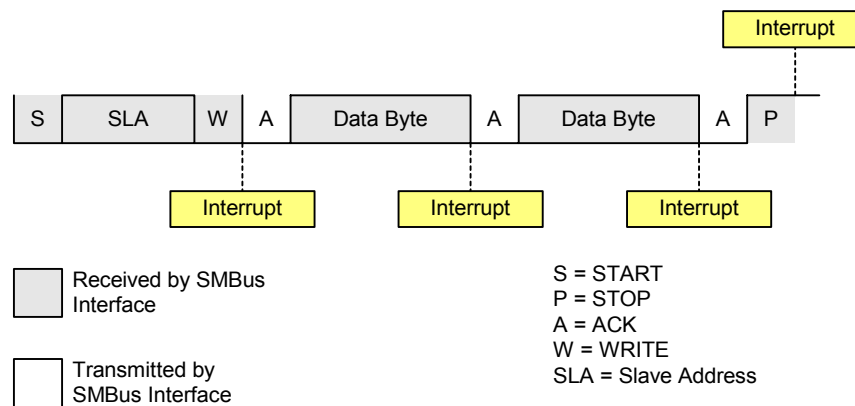 Interrupt
S SLA W A Data Byte A Data Byte A P
Interrupt Interrupt Interrupt
Received by SMBus
Interface
Transmitted by
SMBus Interface
S = START
P = STOP
A = ACK
W = WRITE
SLA = Slave Address